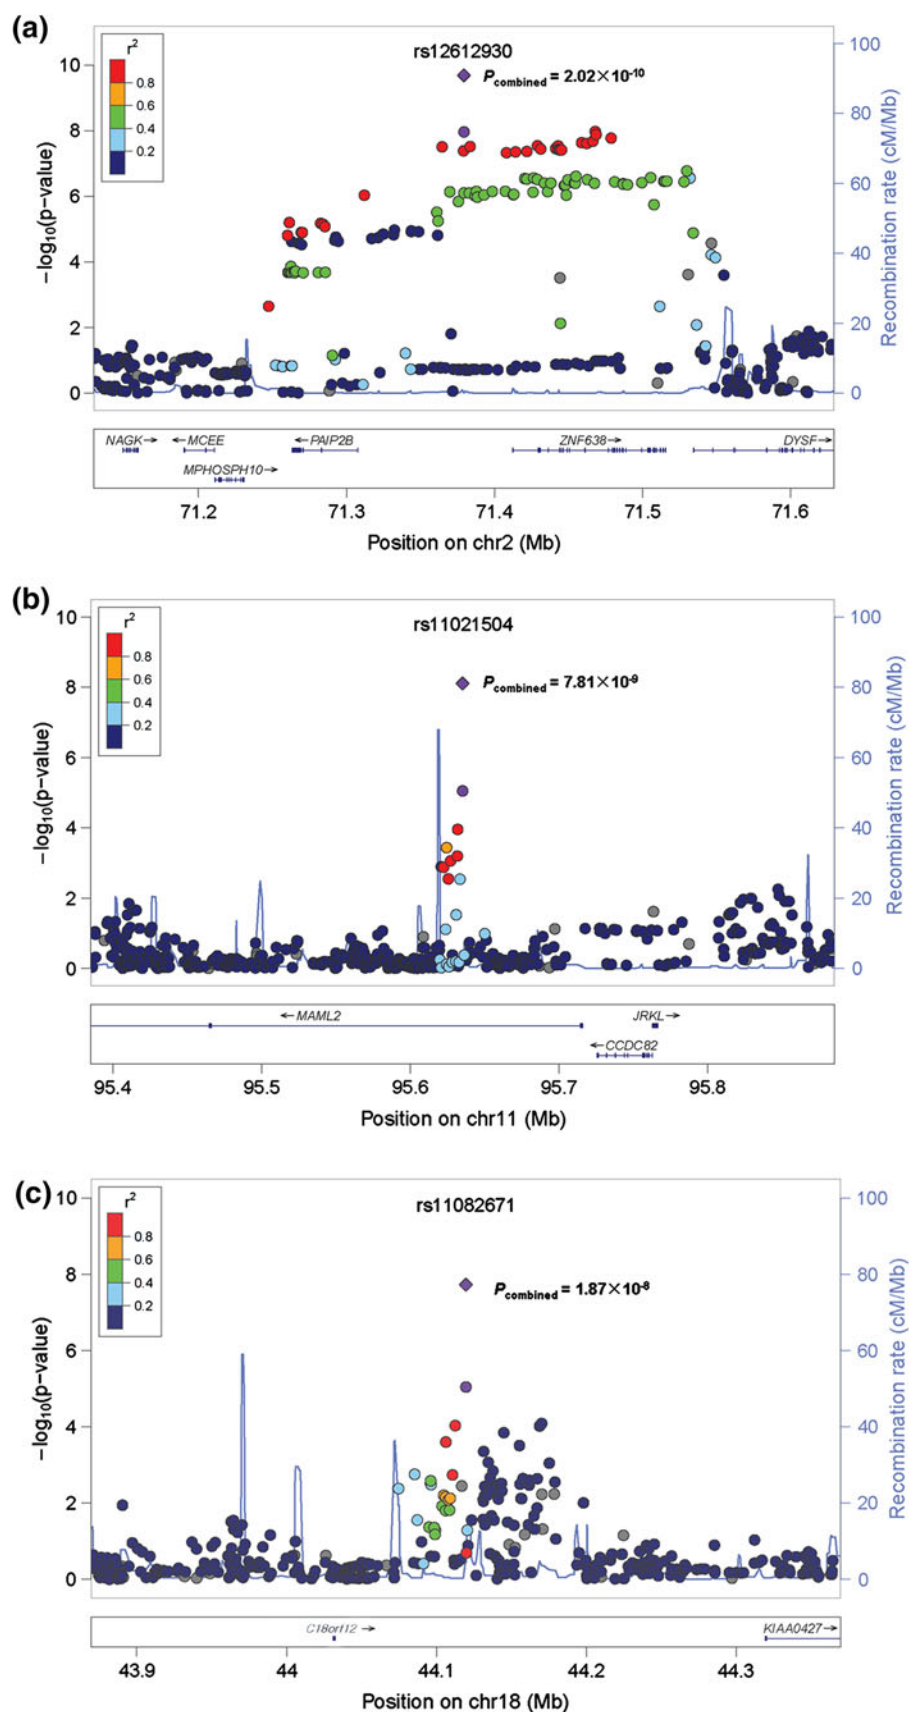 (a)
rs12612930
P combined = 2.02×10-10
r2
0.8
0.6
0.4
0.2
10
8
6
4
2
0
−log10(p−value)
100
80
60
40
20
0
Recombination rate (cM/Mb)
NAGK→ ←MCEE ←PAIP2B ZNF638→ DYSF→
MPHOSPH10→
71.2 71.3 71.4 71.5 71.6
Position on chr2 (Mb)
(b)
rs11021504
P combined = 7.81×10-9
r2
0.8
0.6
0.4
0.2
10
8
6
4
2
0
−log10(p−value)
100
80
60
40
20
0
Recombination rate (cM/Mb)
←MAML2 JRKL→
←CCDC82
95.4 95.5 95.6 95.7 95.8
Position on chr11 (Mb)
(c)
rs11082671
P combined = 1.87×10-8
r2
0.8
0.6
0.4
0.2
10
8
6
4
2
0
−log10(p−value)
100
80
60
40
20
0
Recombination rate (cM/Mb)
C18orf12→ KIAA0427→
43.9 44 44.1 44.2 44.3
Position on chr18 (Mb)